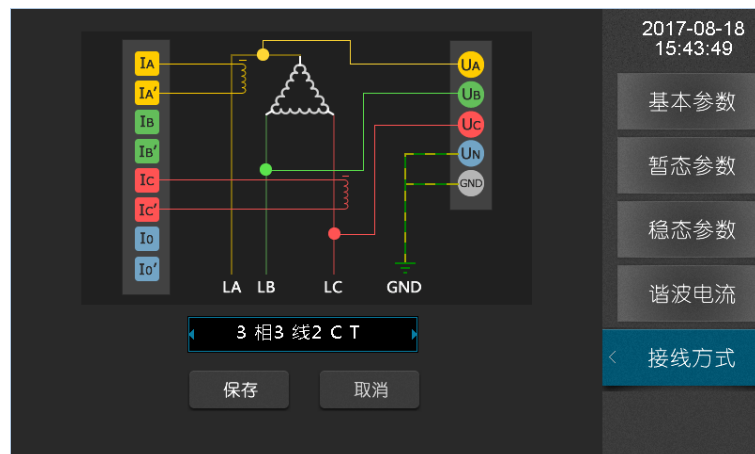 2017-08-18
15:43:49
IA
IA′
IB
IB′
IC
IC′
I0
I0′
UA
UB
UC
UN
GND
LA LB LC GND
3 相3 线2 C T
保存 取消
基本参数
暂态参数
稳态参数
谐波电流
接线方式